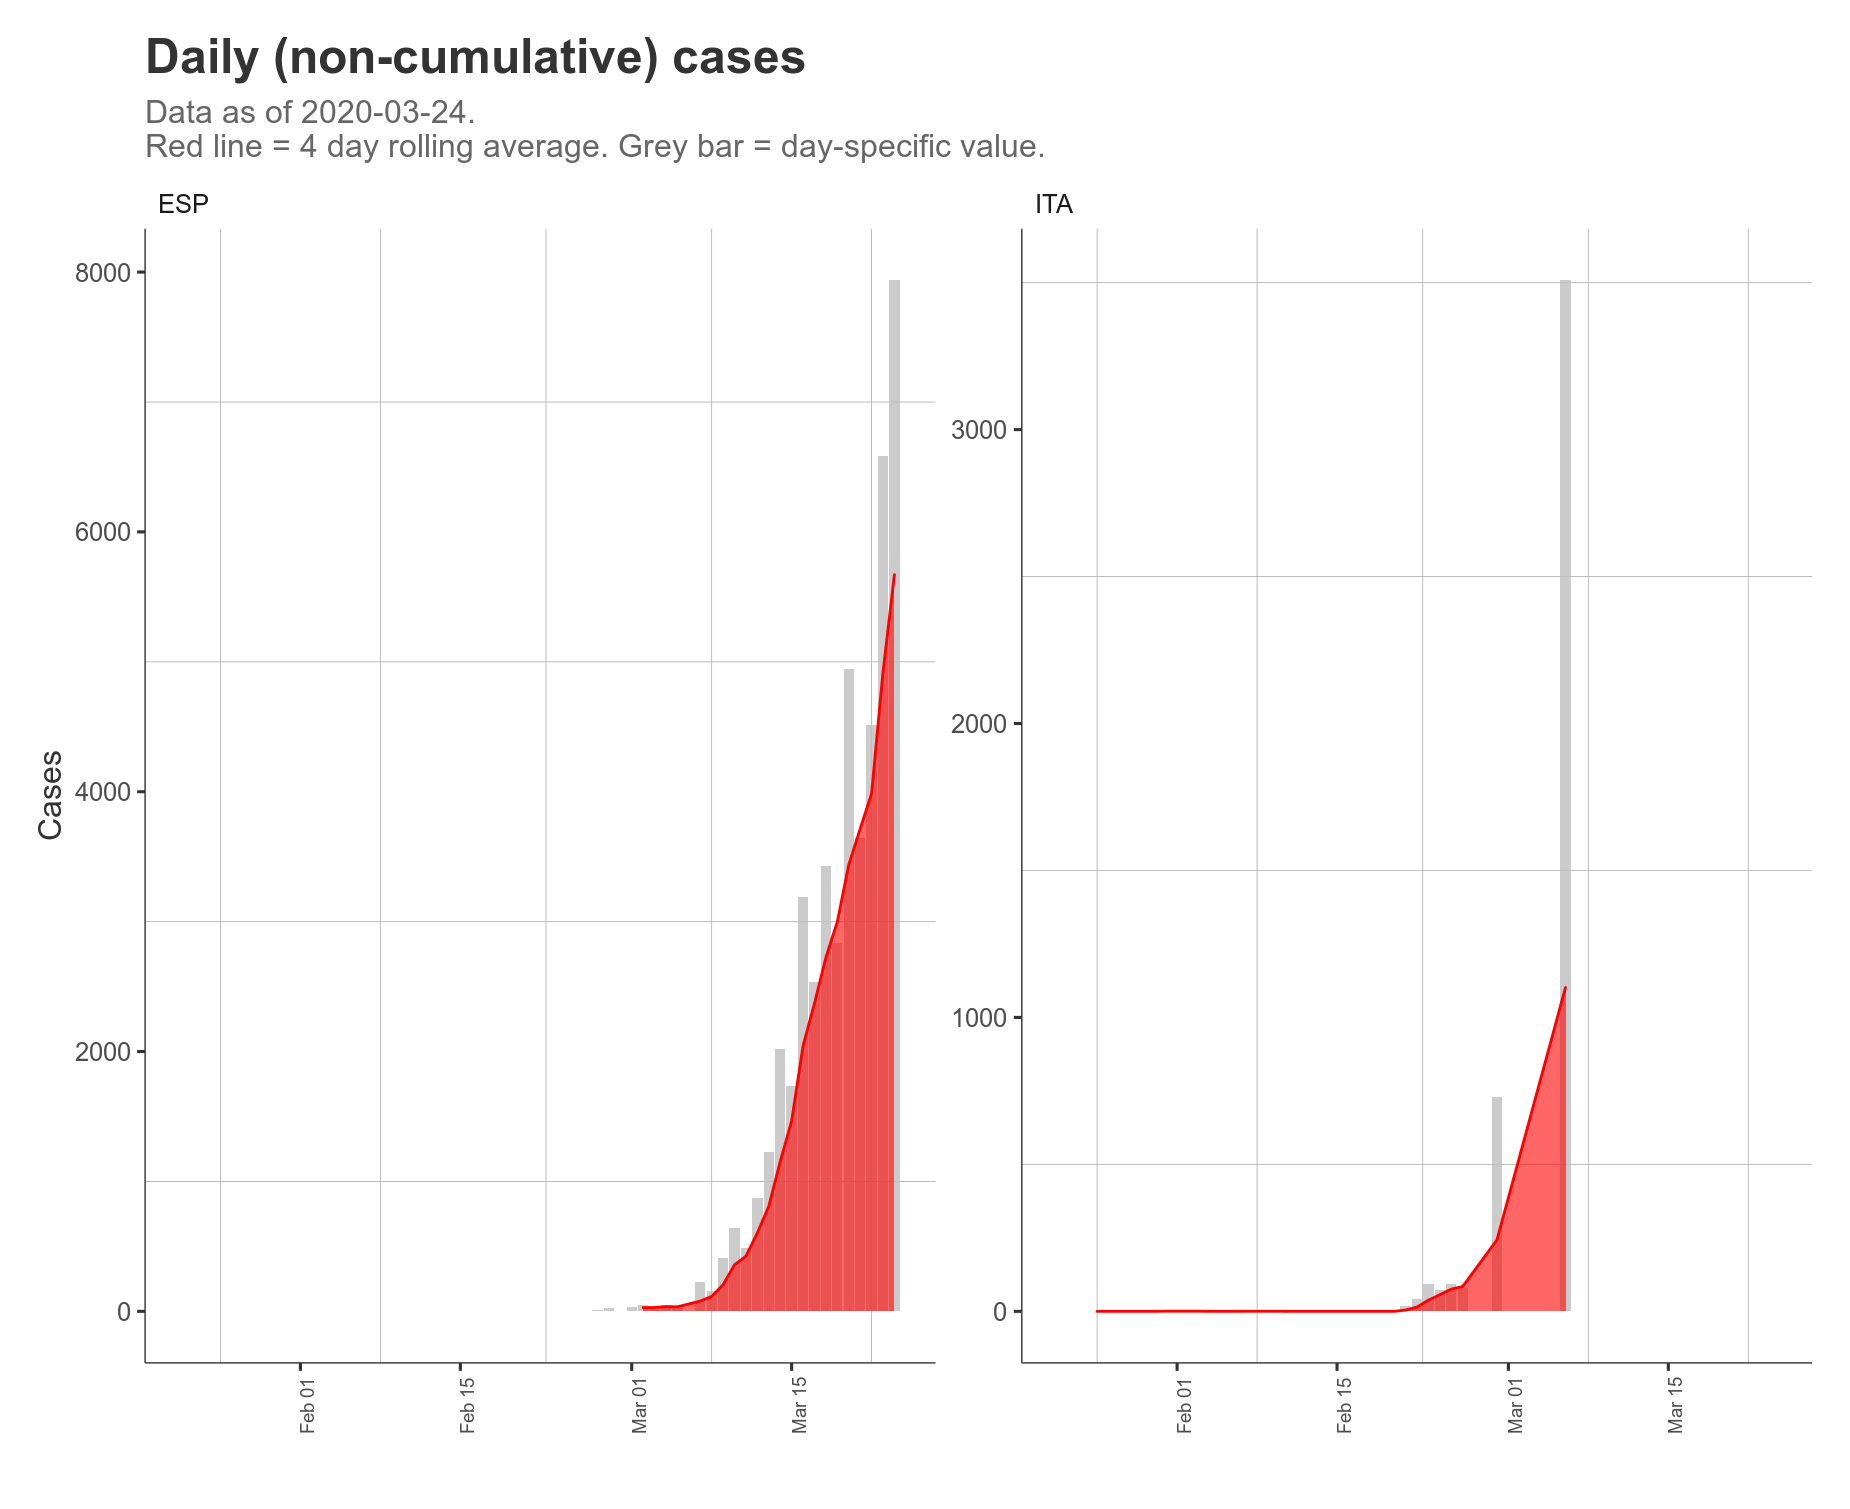 Daily (non-cumulative) cases
Data as of 2020-03-24.
Red line = 4 day rolling average. Grey bar = day-specific value.
ESP
ITA
Cases
8000
6000
4000
2000
0
3000
2000
1000
0
Feb 01
Feb 15
Mar 01
Mar 15
Feb 01
Feb 15
Mar 01
Mar 15